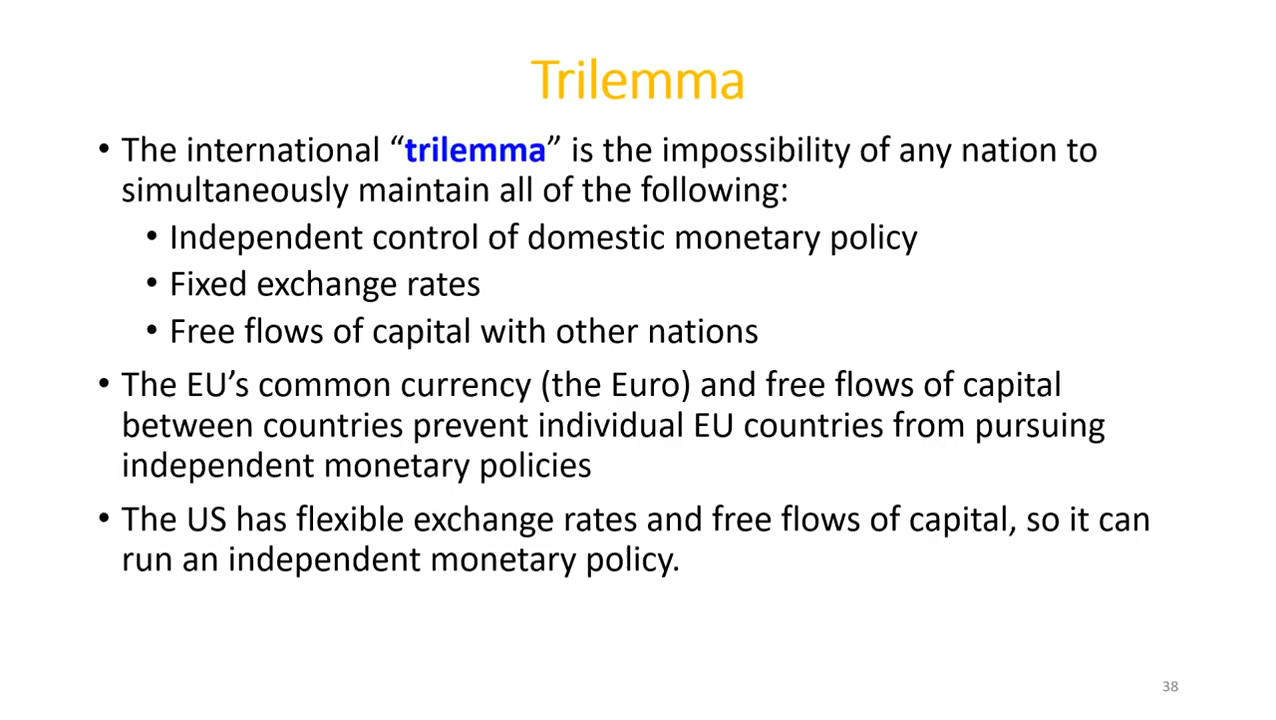 Trilemma
• The international “trilemma” is the impossibility of any nation to
simultaneously maintain all of the following:
• Independent control of domestic monetary policy
• Fixed exchange rates
• Free flows of capital with other nations
• The EU’s common currency (the Euro) and free flows of capital
between countries prevent individual EU countries from pursuing
independent monetary policies
• The US has flexible exchange rates and free flows of capital, so it can
run an independent monetary policy.
38